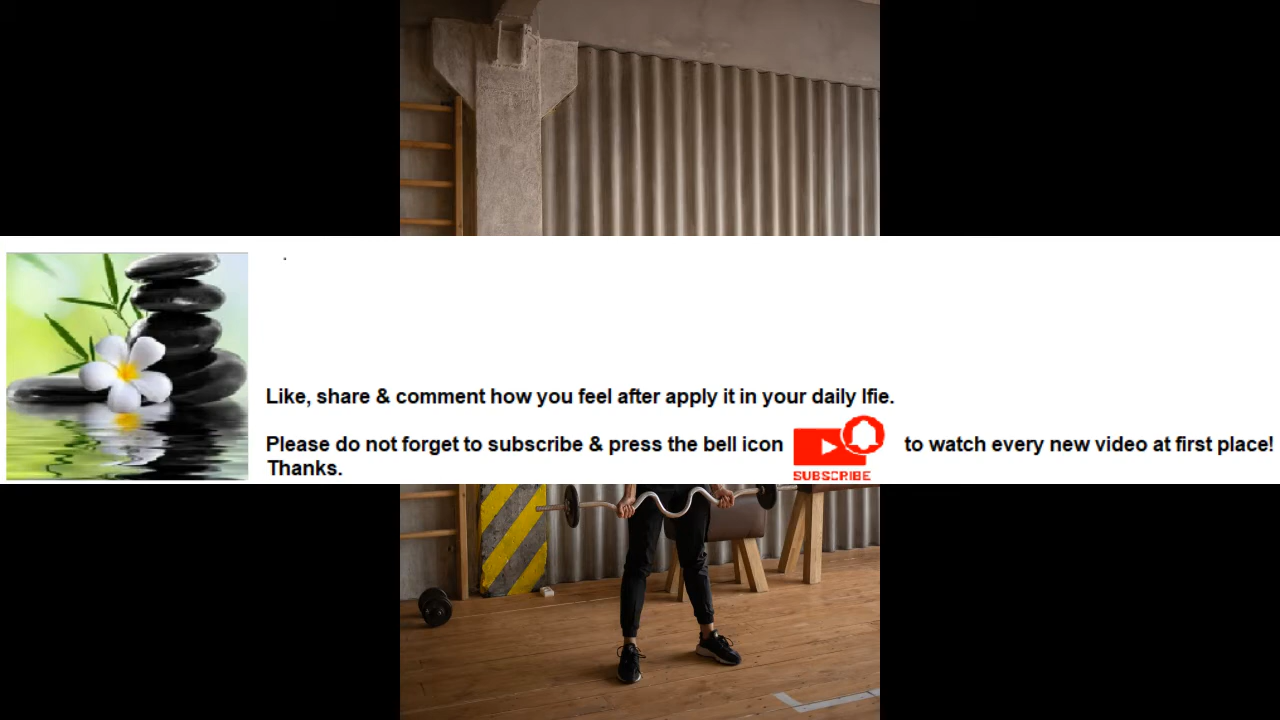 Like, share & comment how you feel after apply it in your daily lfie.
Please do not forget to subscribe & press the bell icon SUBSCRIBE to watch every new video at first place!
Thanks.